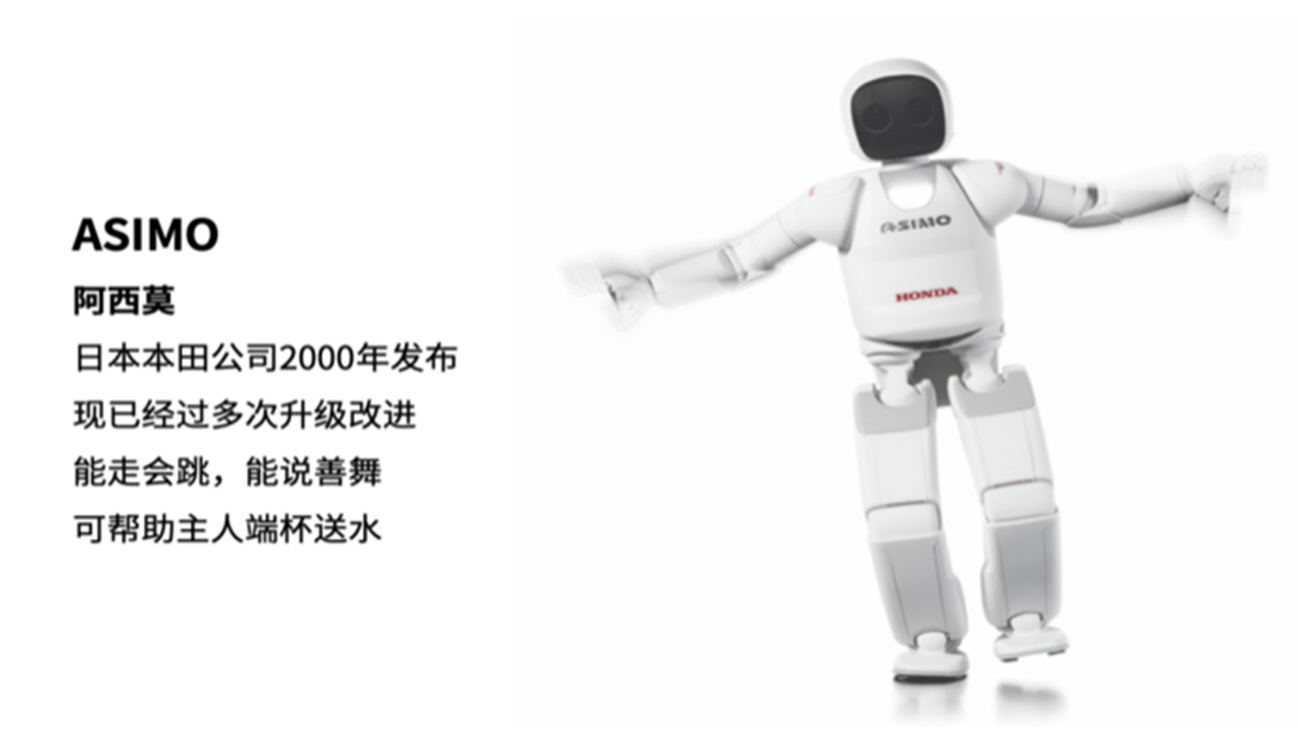 ASIMO
阿西莫
日本本田公司2000年发布
现已经过多次升级改进
能走会跳，能说善舞
可帮助主人端杯送水
ASIMO
HONDA